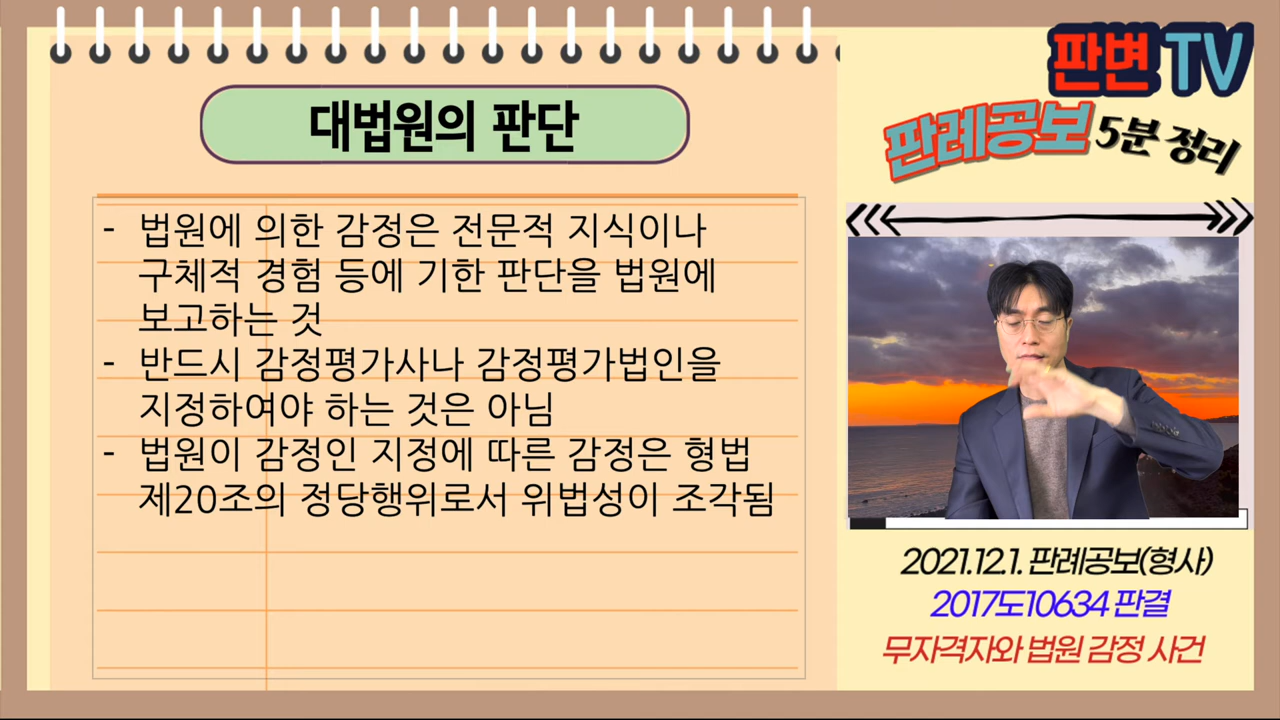 대법원의 판단
- 법원에 의한 감정은 전문적 지식이나
구체적 경험 등에 기한 판단을 법원에
보고하는 것
- 반드시 감정평가사나 감정평가법인을
지정하여야 하는 것은 아님
- 법원이 감정인 지정에 따른 감정은 형법
제20조의 정당행위로서 위법성이 조각됨
판변 TV
판례공보 5분 정리
2021.12.1. 판례공보(형사)
2017도10634 판결
무자격자와 법원 감정 사건